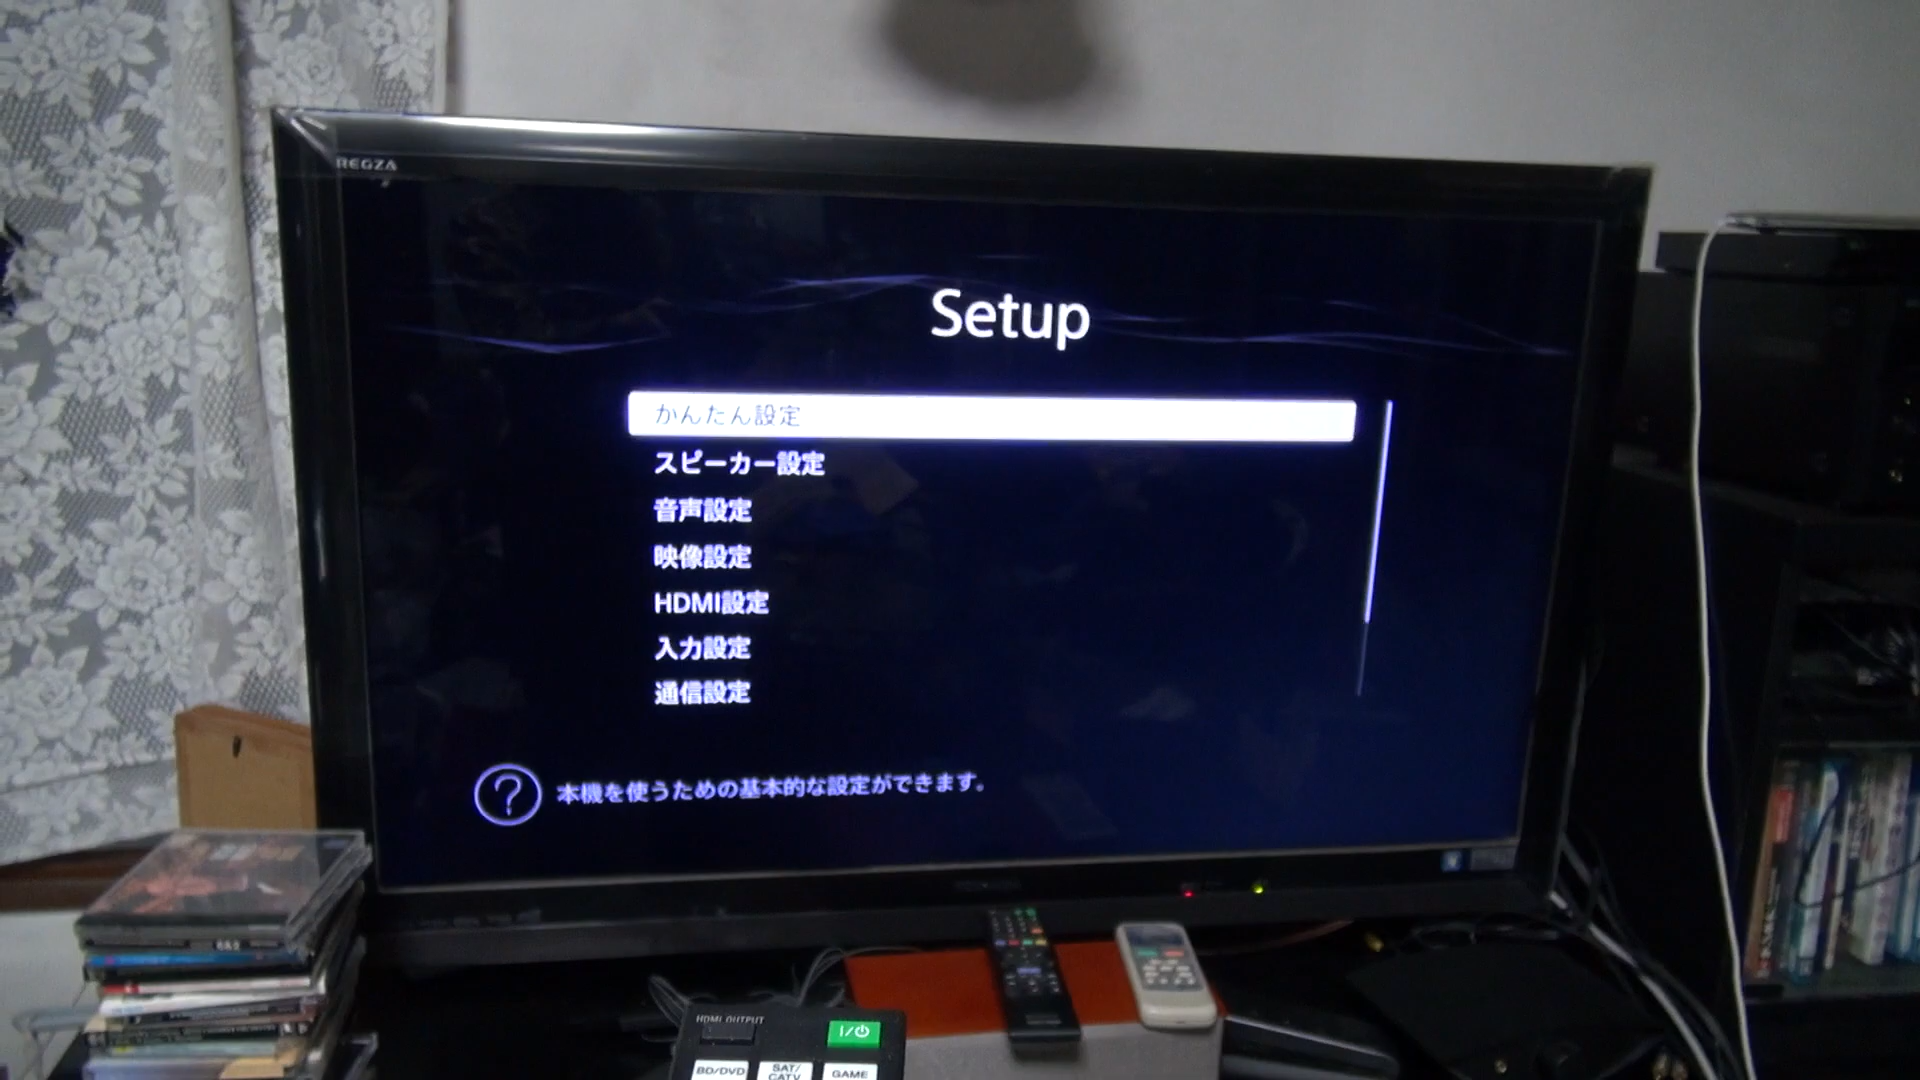 REGZA
Setup
かんたん設定
スピーカー設定
音声設定
映像設定
HDMI設定
入力設定
通信設定
? 本機を使うための基本的な設定ができます。
HDMI OUTPUT
I/⏻
BD/DVD
SAT/
CATV
GAME